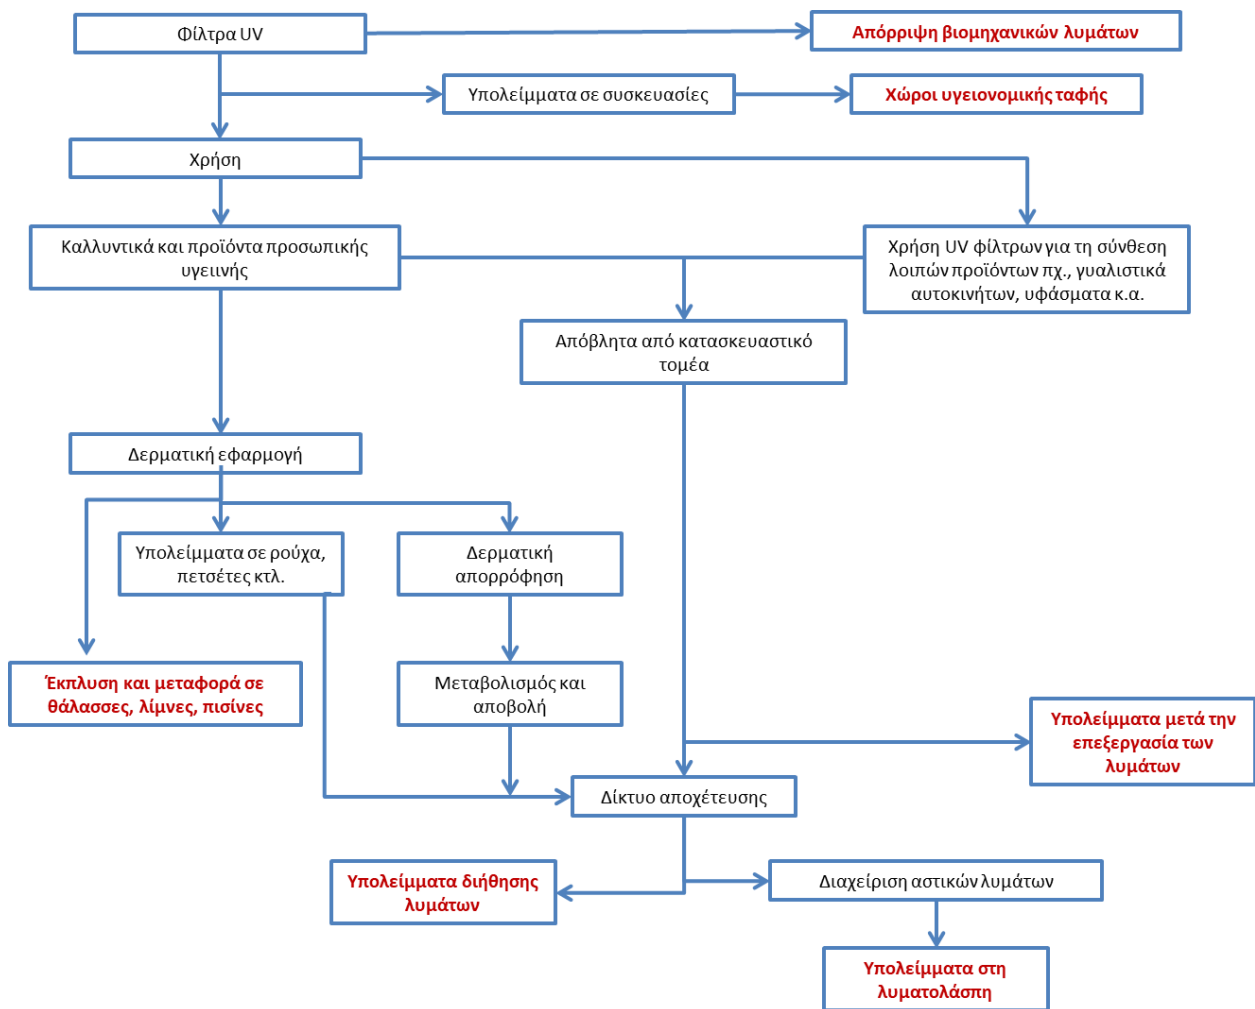 Φίλτρα UV
Απόρριψη βιομηχανικών λυμάτων
Υπολείμματα σε συσκευασίες
Χώροι υγειονομικής ταφής
Χρήση
Καλλυντικά και προϊόντα προσωπικής
υγειινής
Χρήση UV φίλτρων για τη σύνθεση
λοιπών προϊόντων πχ., γυαλιστικά
αυτοκινήτων, υφάσματα κ.α.
Απόβλητα από κατασκευαστικό
τομέα
Δερματική εφαρμογή
Υπολείμματα σε ρούχα,
πετσέτες κτλ.
Δερματική
απορρόφηση
Έκπλυση και μεταφορά σε
θάλασσες, λίμνες, πισίνες
Μεταβολισμός και
αποβολή
Υπολείμματα μετά την
επεξεργασία των
λυμάτων
Δίκτυο αποχέτευσης
Υπολείμματα διήθησης
λυμάτων
Διαχείριση αστικών λυμάτων
Υπολείμματα στη
λυματολάσπη